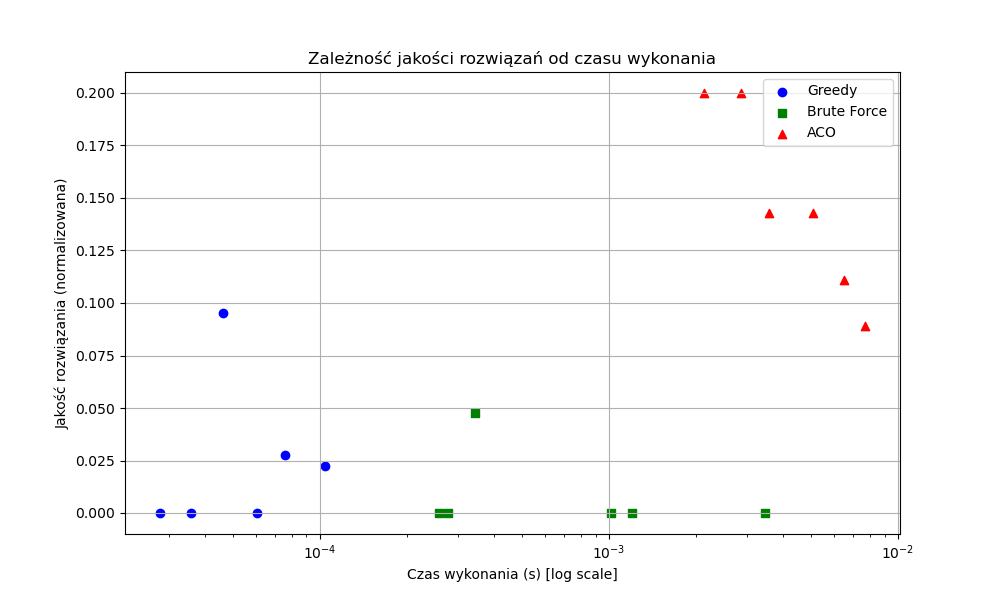 Zależność jakości rozwiązań od czasu wykonania
Greedy
Brute Force
ACO
Jakość rozwiązania (normalizowana)
0.200
0.175
0.150
0.125
0.100
0.075
0.050
0.025
0.000
10⁻⁴
10⁻³
10⁻²
Czas wykonania (s) [log scale]